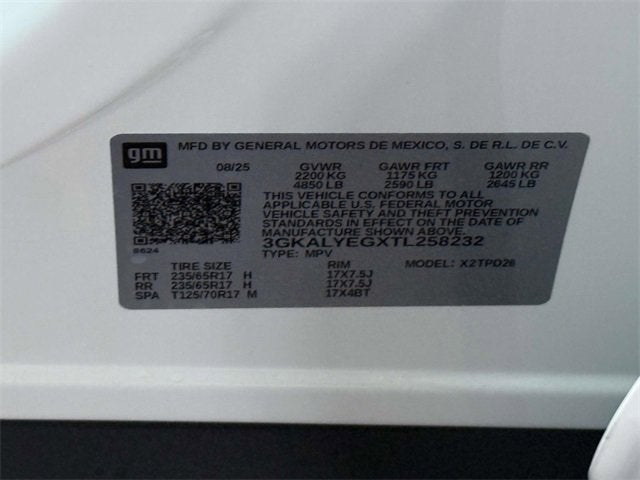 gm MFD BY GENERAL MOTORS DE MEXICO, S. DE R.L. DE C.V.
08/25 GVWR GAWR FRT GAWR RR
2200 KG 1175 KG 1200 KG
4850 LB 2590 LB 2645 LB
THIS VEHICLE CONFORMS TO ALL
APPLICABLE U.S. FEDERAL MOTOR
VEHICLE SAFETY AND THEFT PREVENTION
STANDARDS IN EFFECT ON THE DATE OF
MANUFACTURE SHOWN ABOVE.
3GKALYEGXTL258232
8624
TYPE: MPV MODEL: X2TPD26
TIRE SIZE RIM
FRT 235/65R17 H 17X7.5J
RR 235/65R17 H 17X7.5J
SPA T125/70R17 M 17X4BT